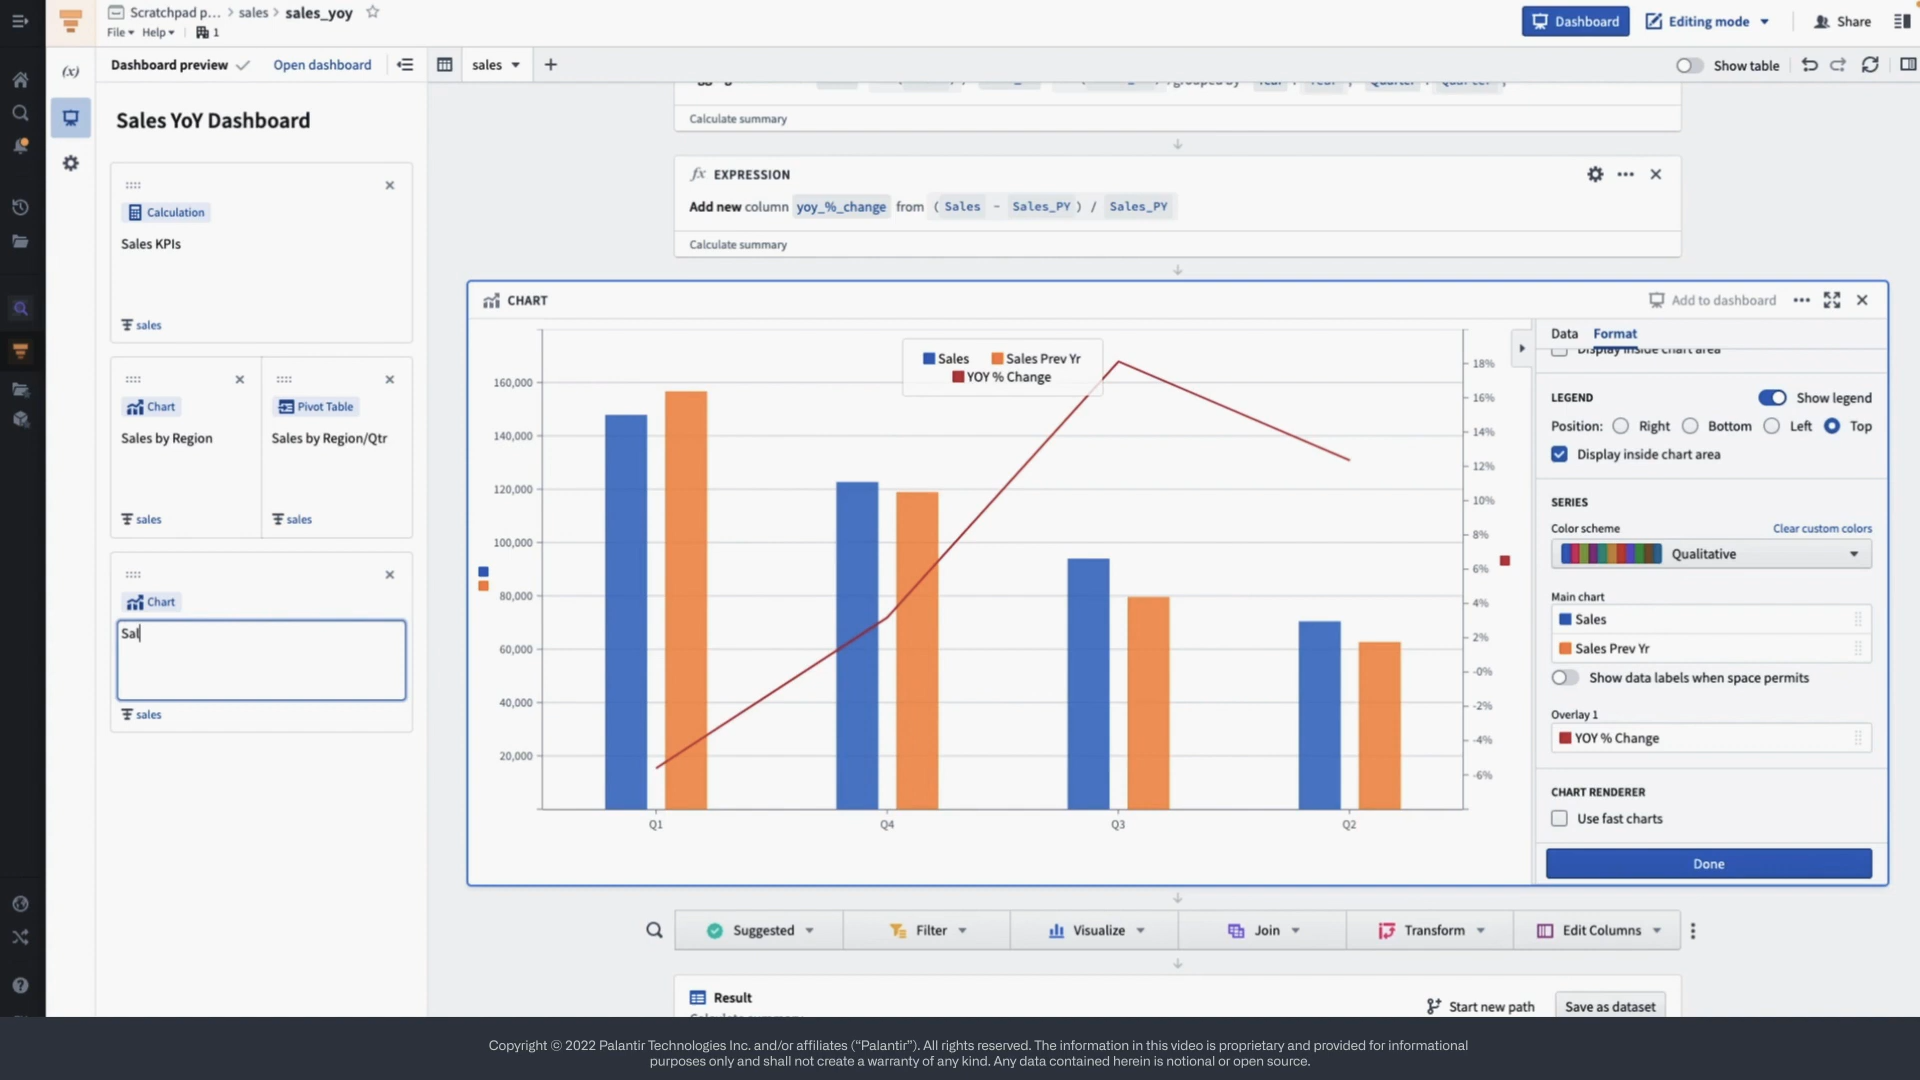 Scratchpad p... > sales > sales_yoy
File Help 1
Dashboard
Editing mode
Share
(x)
Dashboard preview
Open dashboard
sales
Show table
Sales YoY Dashboard
Calculation
Sales KPIs
sales
Chart
Pivot Table
Sales by Region
Sales by Region/Qtr
sales
sales
Chart
Sal
sales
Calculate summary
fx EXPRESSION
Add new column yoy_%_change from ( Sales - Sales_PY ) / Sales_PY
Calculate summary
CHART
Add to dashboard
Sales Sales Prev Yr
YOY % Change
160,000
140,000
120,000
100,000
80,000
60,000
40,000
20,000
18%
16%
14%
12%
10%
8%
6%
4%
2%
-0%
-2%
-4%
-6%
Q1 Q4 Q3 Q2
Data Format
Display inside chart area
LEGEND
Show legend
Position: Right Bottom Left Top
Display inside chart area
SERIES
Color scheme
Clear custom colors
Qualitative
Main chart
Sales
Sales Prev Yr
Show data labels when space permits
Overlay 1
YOY % Change
CHART RENDERER
Use fast charts
Done
Suggested
Filter
Visualize
Join
Transform
Edit Columns
Result
Start new path
Save as dataset
Copyright © 2022 Palantir Technologies Inc. and/or affiliates (“Palantir”). All rights reserved. The information in this video is proprietary and provided for informational
purposes only and shall not create a warranty of any kind. Any data contained herein is notional or open source.